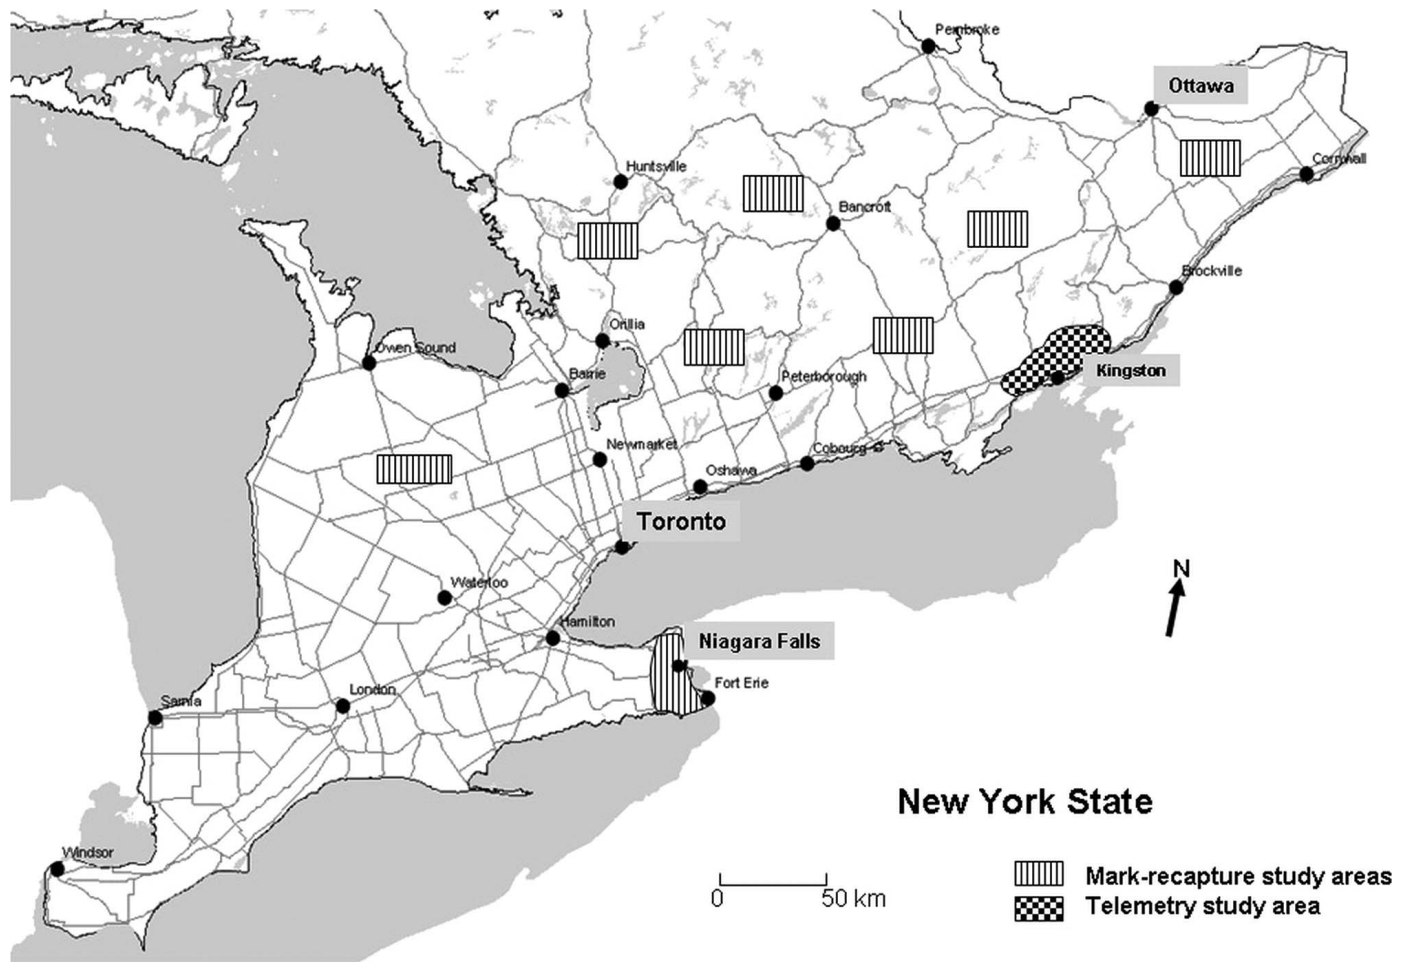 Pembroke
Ottawa
Huntsville
Cornwall
Bancroft
Brockville
Orillia
Owen Sound
Barrie
Peterborough
Kingston
Newmarket
Cobourg
Oshawa
Toronto
N
Waterloo
Hamilton
Niagara Falls
Fort Erie
London
Sarnia
New York State
Windsor
Mark-recapture study areas
0 50 km
Telemetry study area